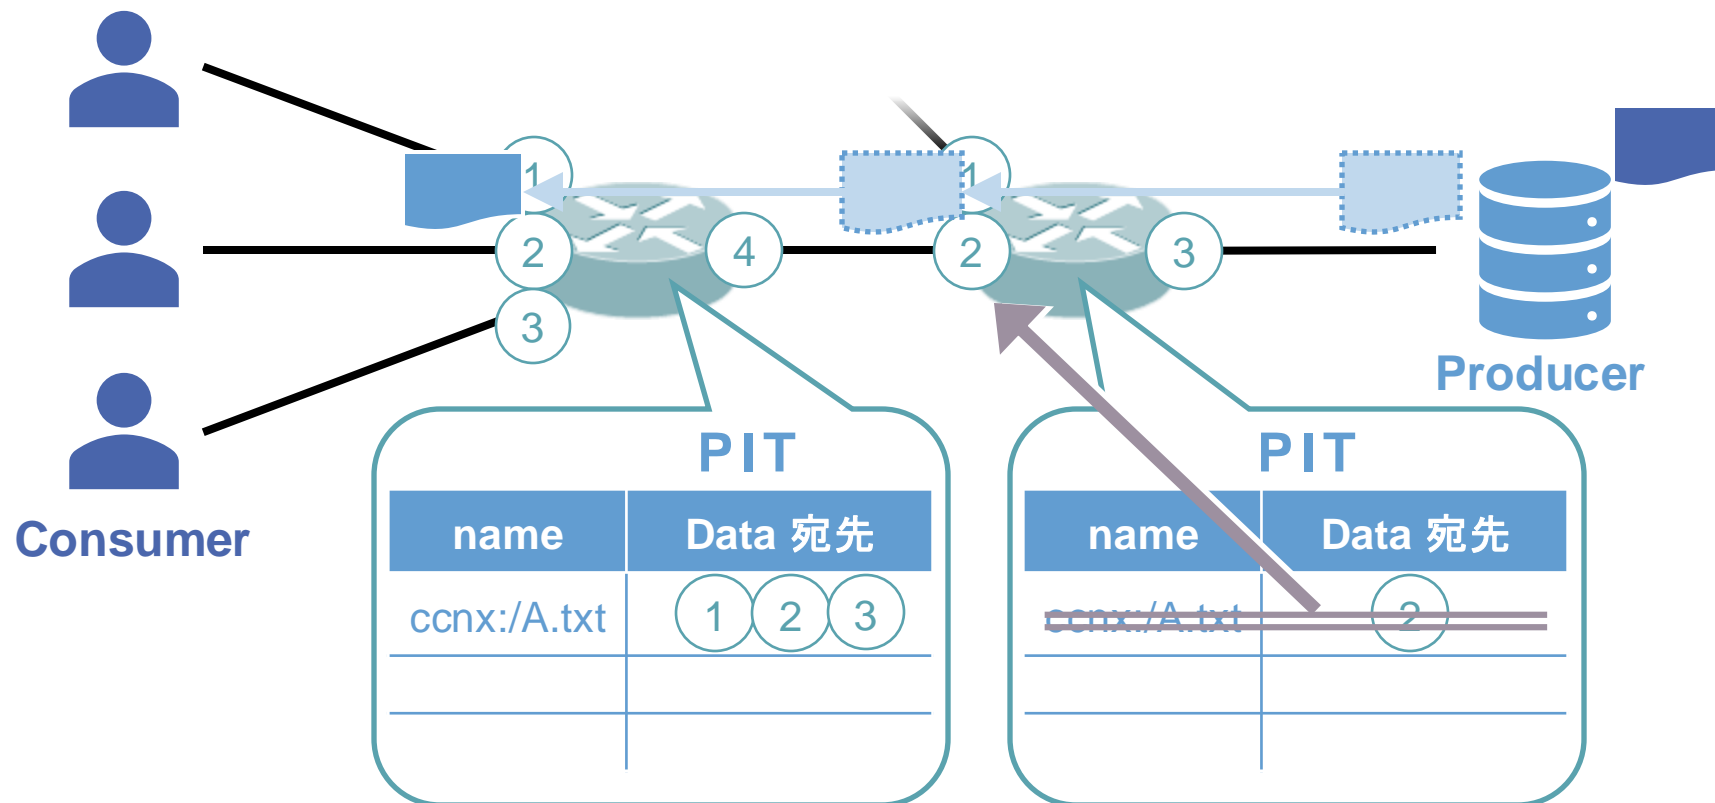 1
1
2
4
2
3
3
Producer
PIT
PIT
name
Data 宛先
name
Data 宛先
Consumer
ccnx:/A.txt
1 2 3
ccnx:/A.txt
2